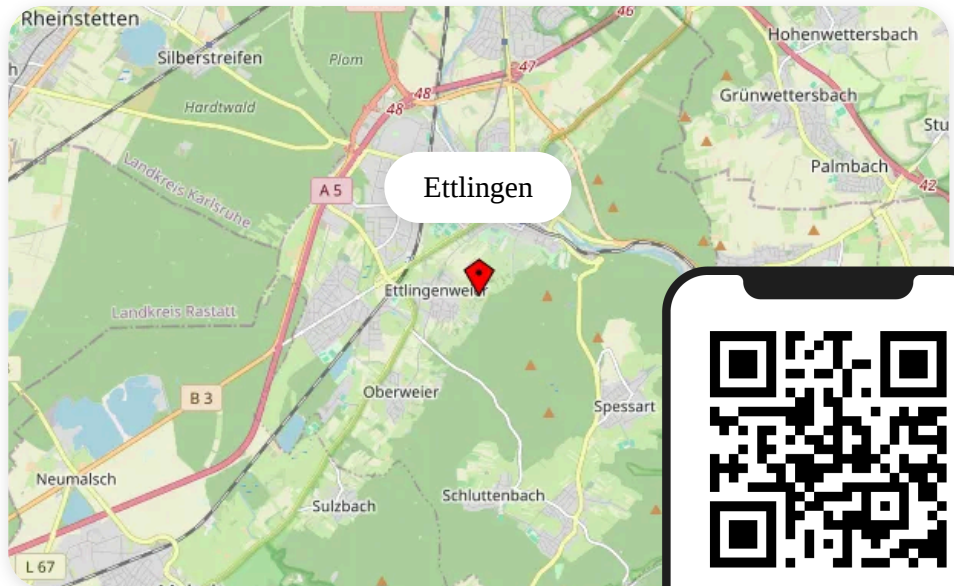 Rheinstetten
46
Hohenwettersbach
Silberstreifen
Plom
47
h
48
Grünwettersbach
Hardtwald
48
Stu
Landkreis Karlsruhe
Palmbach
A 5
Ettlingen
42
Ettlingenweier
Landkreis Rastatt
B 3
Oberweier
Spessart
Neumalsch
Schluttenbach
Sulzbach
L 67